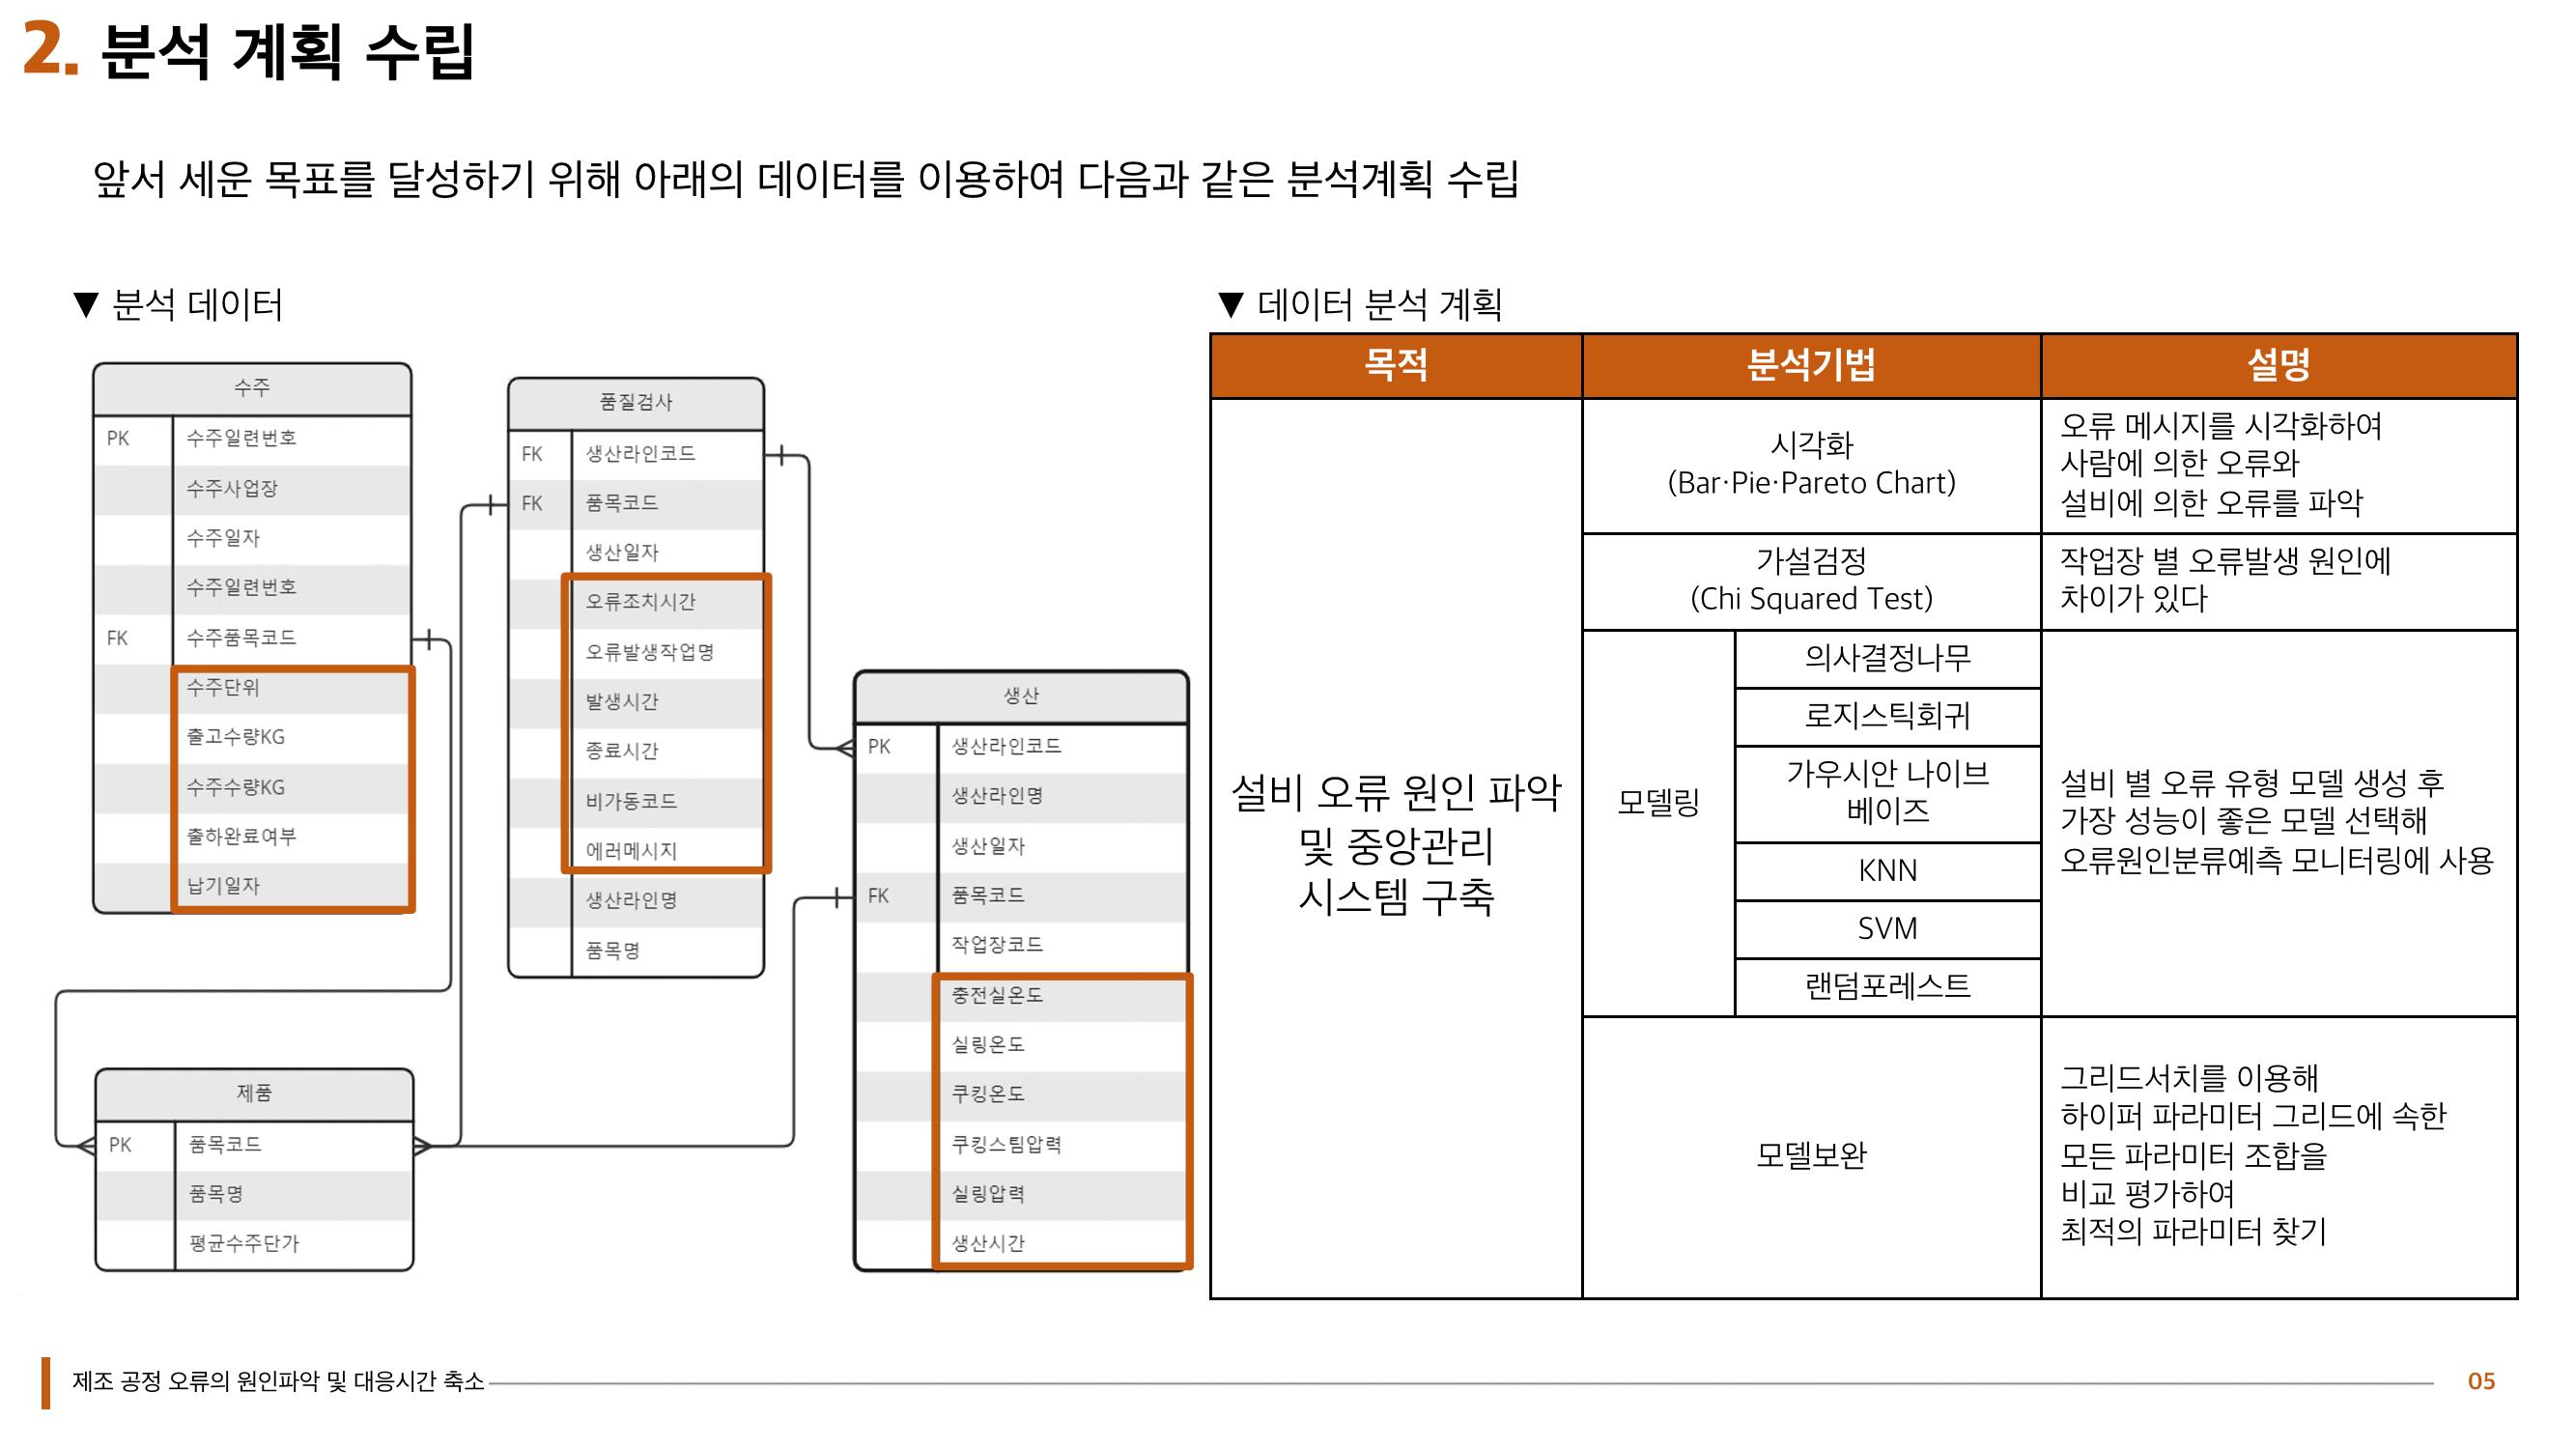 2. 분석 계획 수립
앞서 세운 목표를 달성하기 위해 아래의 데이터를 이용하여 다음과 같은 분석계획 수립
▼ 분석 데이터
수주
PK 수주일련번호
수주사업장
수주일자
수주일련번호
FK 수주품목코드
수주단위
출고수량KG
수주수량KG
출하완료여부
납기일자
품질검사
FK 생산라인코드
FK 품목코드
생산일자
오류조치시간
오류발생작업명
발생시간
종료시간
비가동코드
에러메시지
생산라인명
품목명
생산
PK 생산라인코드
생산라인명
생산일자
FK 품목코드
작업장코드
충전실온도
실링온도
쿠킹온도
쿠킹스팀압력
실링압력
생산시간
제품
PK 품목코드
품목명
평균수주단가
▼ 데이터 분석 계획
목적 분석기법 설명
설비 오류 원인 파악
및 중앙관리
시스템 구축
시각화
(Bar·Pie·Pareto Chart)
오류 메시지를 시각화하여
사람에 의한 오류와
설비에 의한 오류를 파악
가설검정
(Chi Squared Test)
작업장 별 오류발생 원인에
차이가 있다
모델링
의사결정나무
로지스틱회귀
가우시안 나이브
베이즈
KNN
SVM
랜덤포레스트
설비 별 오류 유형 모델 생성 후
가장 성능이 좋은 모델 선택해
오류원인분류예측 모니터링에 사용
모델보완
그리드서치를 이용해
하이퍼 파라미터 그리드에 속한
모든 파라미터 조합을
비교 평가하여
최적의 파라미터 찾기
제조 공정 오류의 원인파악 및 대응시간 축소
05